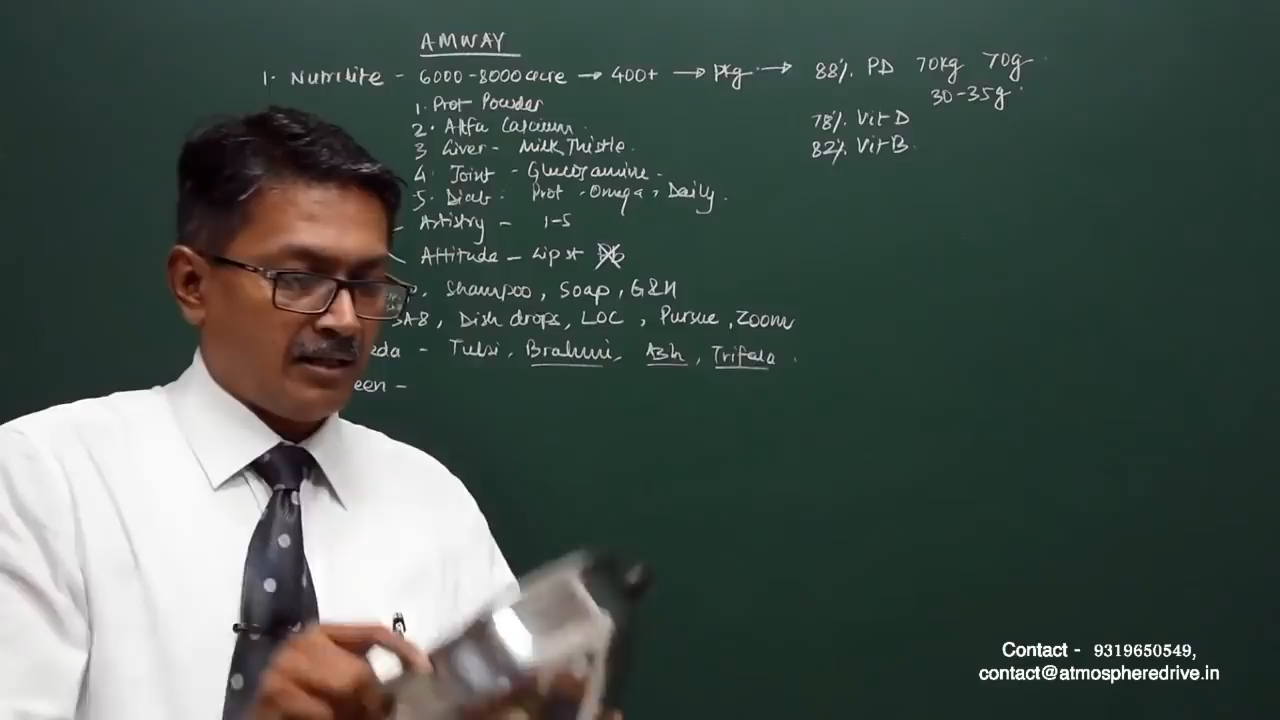 AMWAY
1. Nutrilite - 6000-8000 acre → 400+ → Pkg → 88% PD 70kg 70g
30-35g
1. Prot Powder
78% Vit D
2. Alfa Calcium
82% Vit B
3 Liver - Milk Thistle.
4. Joint - Glucosamine -
5. Diab - Prot - Omega, Daily.
- Artistry - 1-5
Attitude - Lipst
, Shampoo, Soap, G&H
SA8, Dish drops, LOC, Pursue, Zoom
eda - Tulsi, Brahmi, Ash, Trifala.
een -
Contact - 9319650549,
contact@atmospheredrive.in